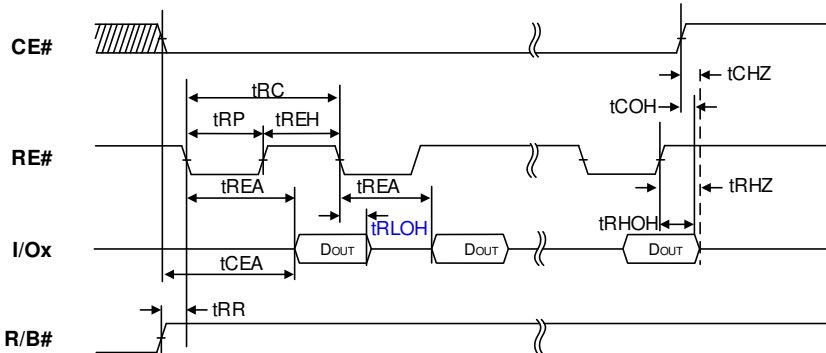 CE#
tCHZ
tRC
tCOH
tRP
tREH
RE#
tREA
tREA
tRHZ
tRLOH
tRHOH
I/Ox
DOUT
DOUT
DOUT
tCEA
tRR
R/B#